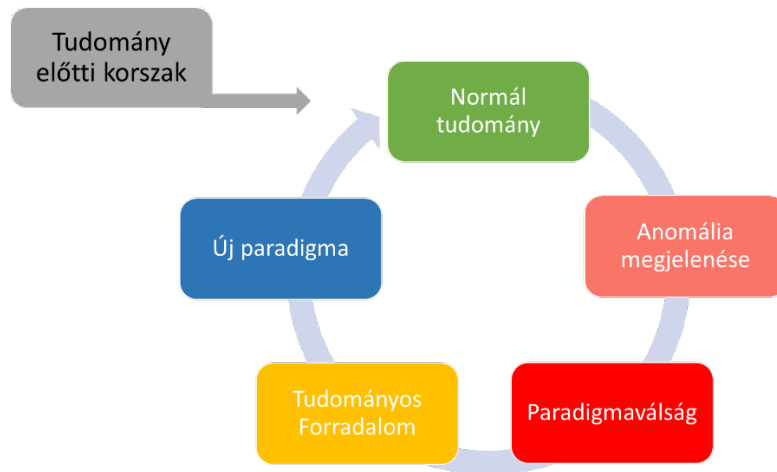 Tudomány
előtti korszak
Normál
tudomány
Anomália
megjelenése
Paradigmaválság
Tudományos
Forradalom
Új paradigma